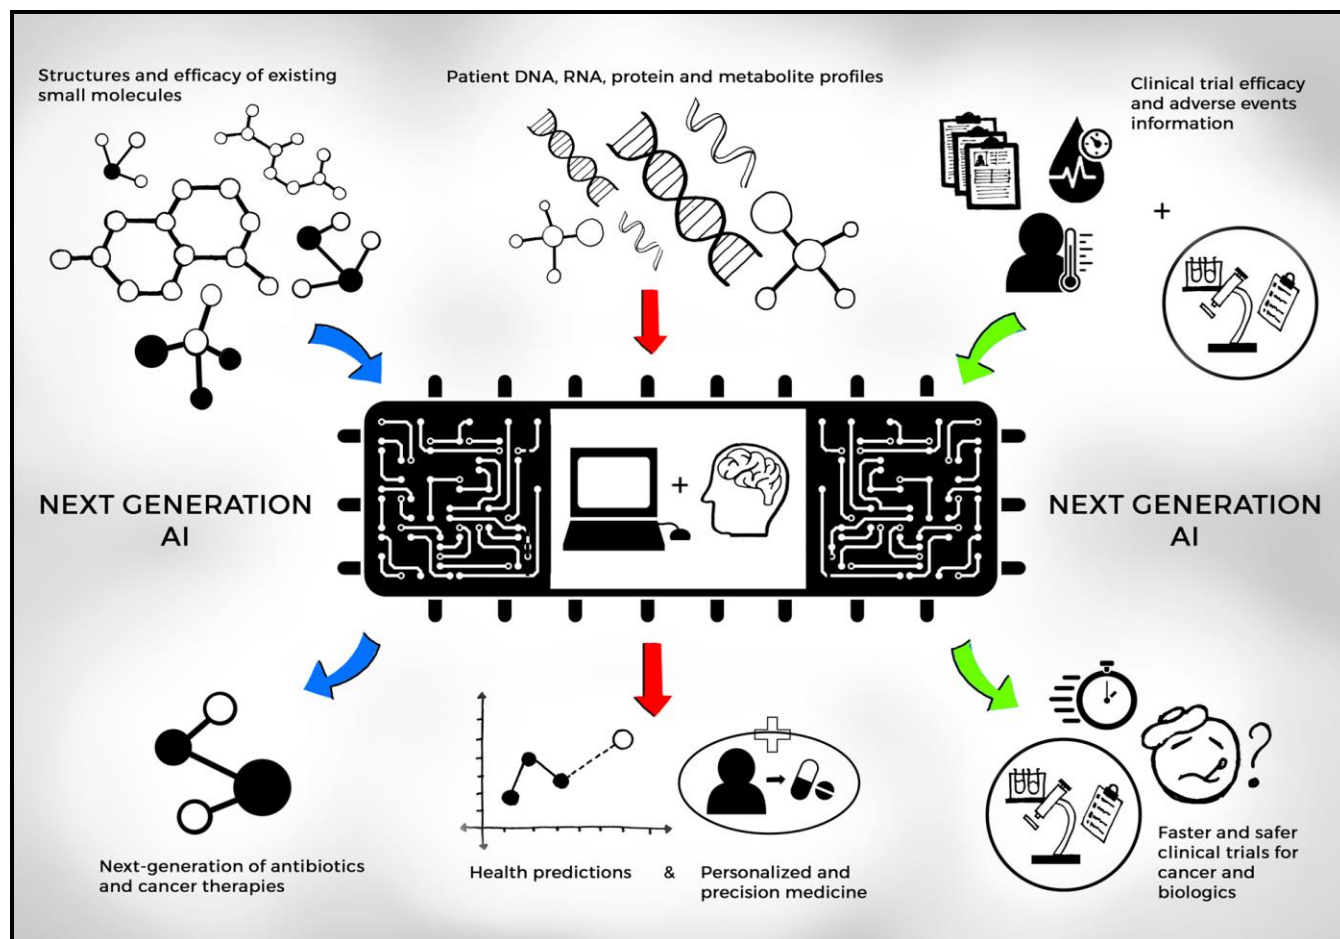 Structures and efficacy of existing
small molecules
Patient DNA, RNA, protein and metabolite profiles
Clinical trial efficacy
and adverse events
information
+
NEXT GENERATION
AI
+
NEXT GENERATION
AI
?
Next-generation of antibiotics
and cancer therapies
Health predictions
&
Personalized and
precision medicine
Faster and safer
clinical trials for
cancer and
biologics